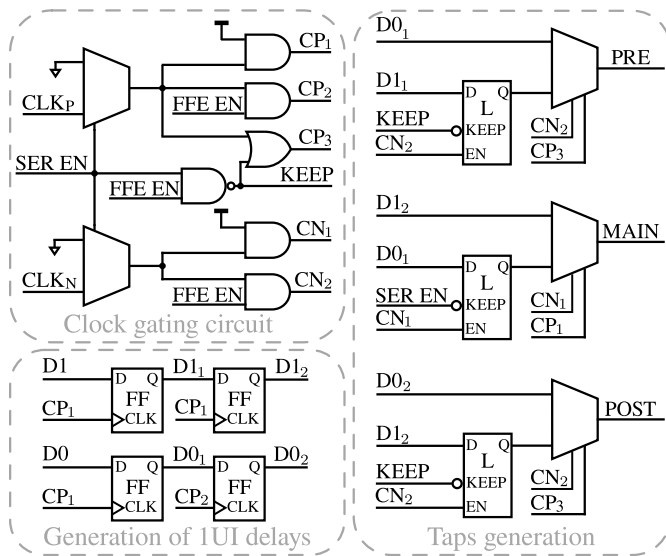 CP₁
CLKₚ
FFE EN
CP₂
CP₃
SER EN
FFE EN
KEEP
CN₁
CLK_N
FFE EN
CN₂
Clock gating circuit
D1
D Q
D1₁
D Q
D1₂
FF
FF
CP₁
CLK
CP₁
CLK
D0
D Q
D0₁
D Q
D0₂
FF
FF
CP₁
CLK
CP₂
CLK
Generation of 1UI delays
D0₁
PRE
D1₁
D Q
L
KEEP
KEEP
CN₂
CN₂
EN
CP₃
D1₂
MAIN
D0₁
D Q
L
SER EN
KEEP
CN₁
CN₁
EN
CP₁
D0₂
POST
D1₂
D Q
L
KEEP
KEEP
CN₂
CN₂
EN
CP₃
Taps generation